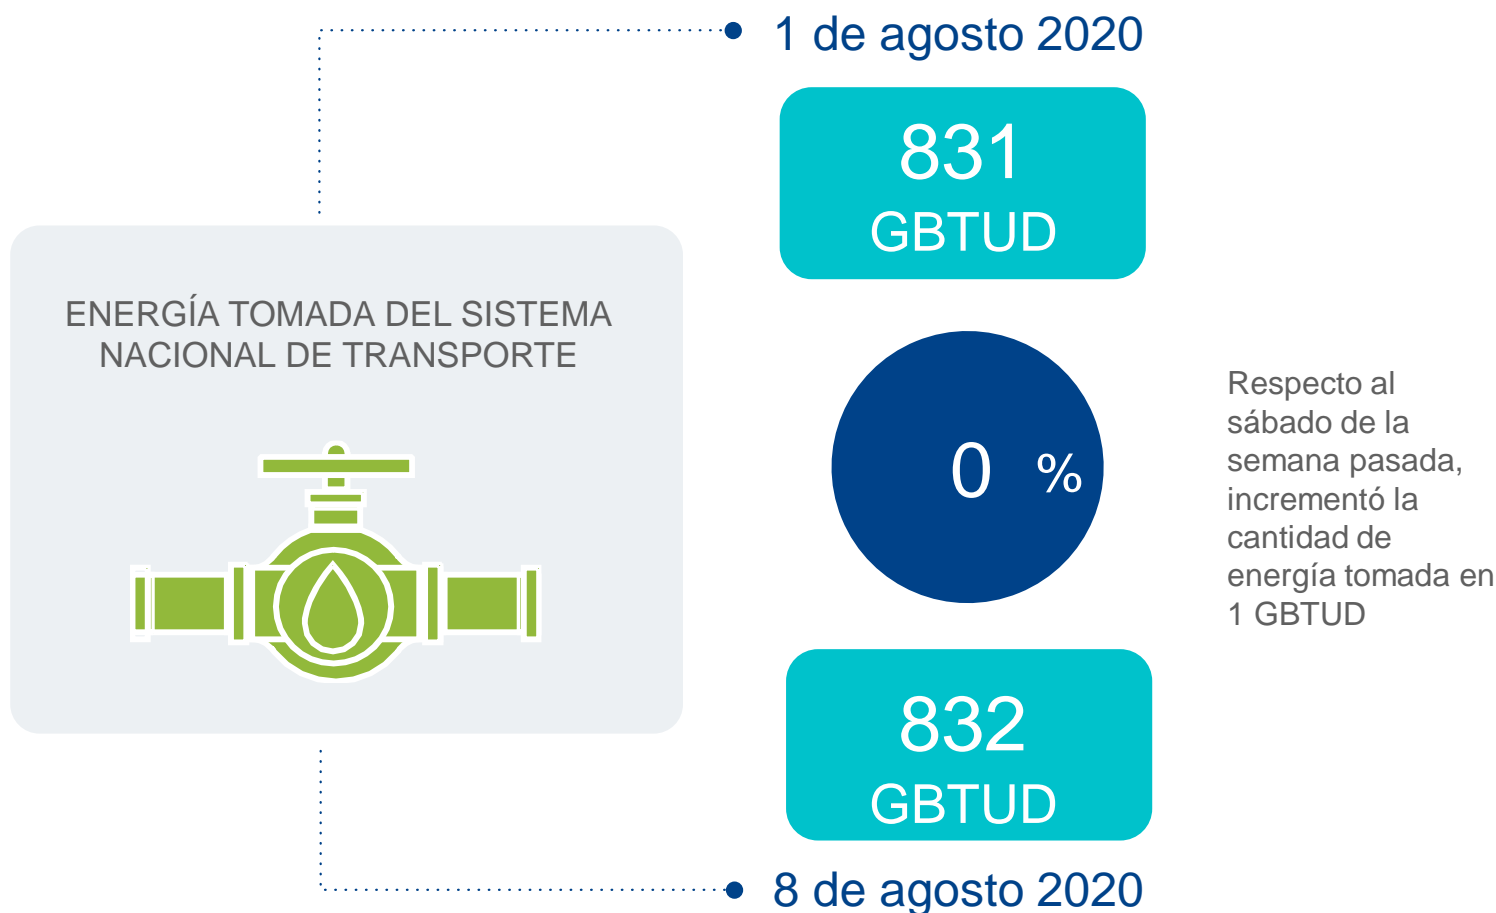 1 de agosto 2020
831
GBTUD
ENERGÍA TOMADA DEL SISTEMA
NACIONAL DE TRANSPORTE
0 %
Respecto al
sábado de la
semana pasada,
incrementó la
cantidad de
energía tomada en
1 GBTUD
832
GBTUD
8 de agosto 2020